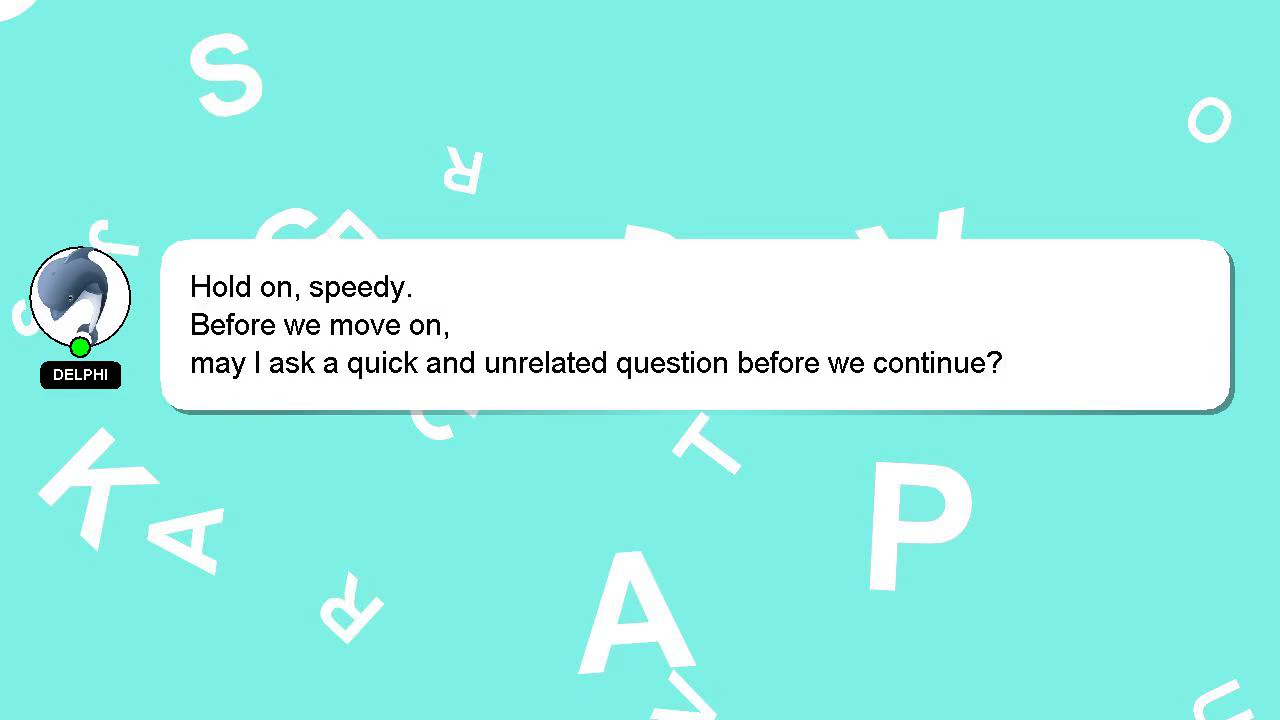 S
O
R
J
S
DELPHI
Hold on, speedy.
Before we move on,
may I ask a quick and unrelated question before we continue?
K
A
T
P
R
A